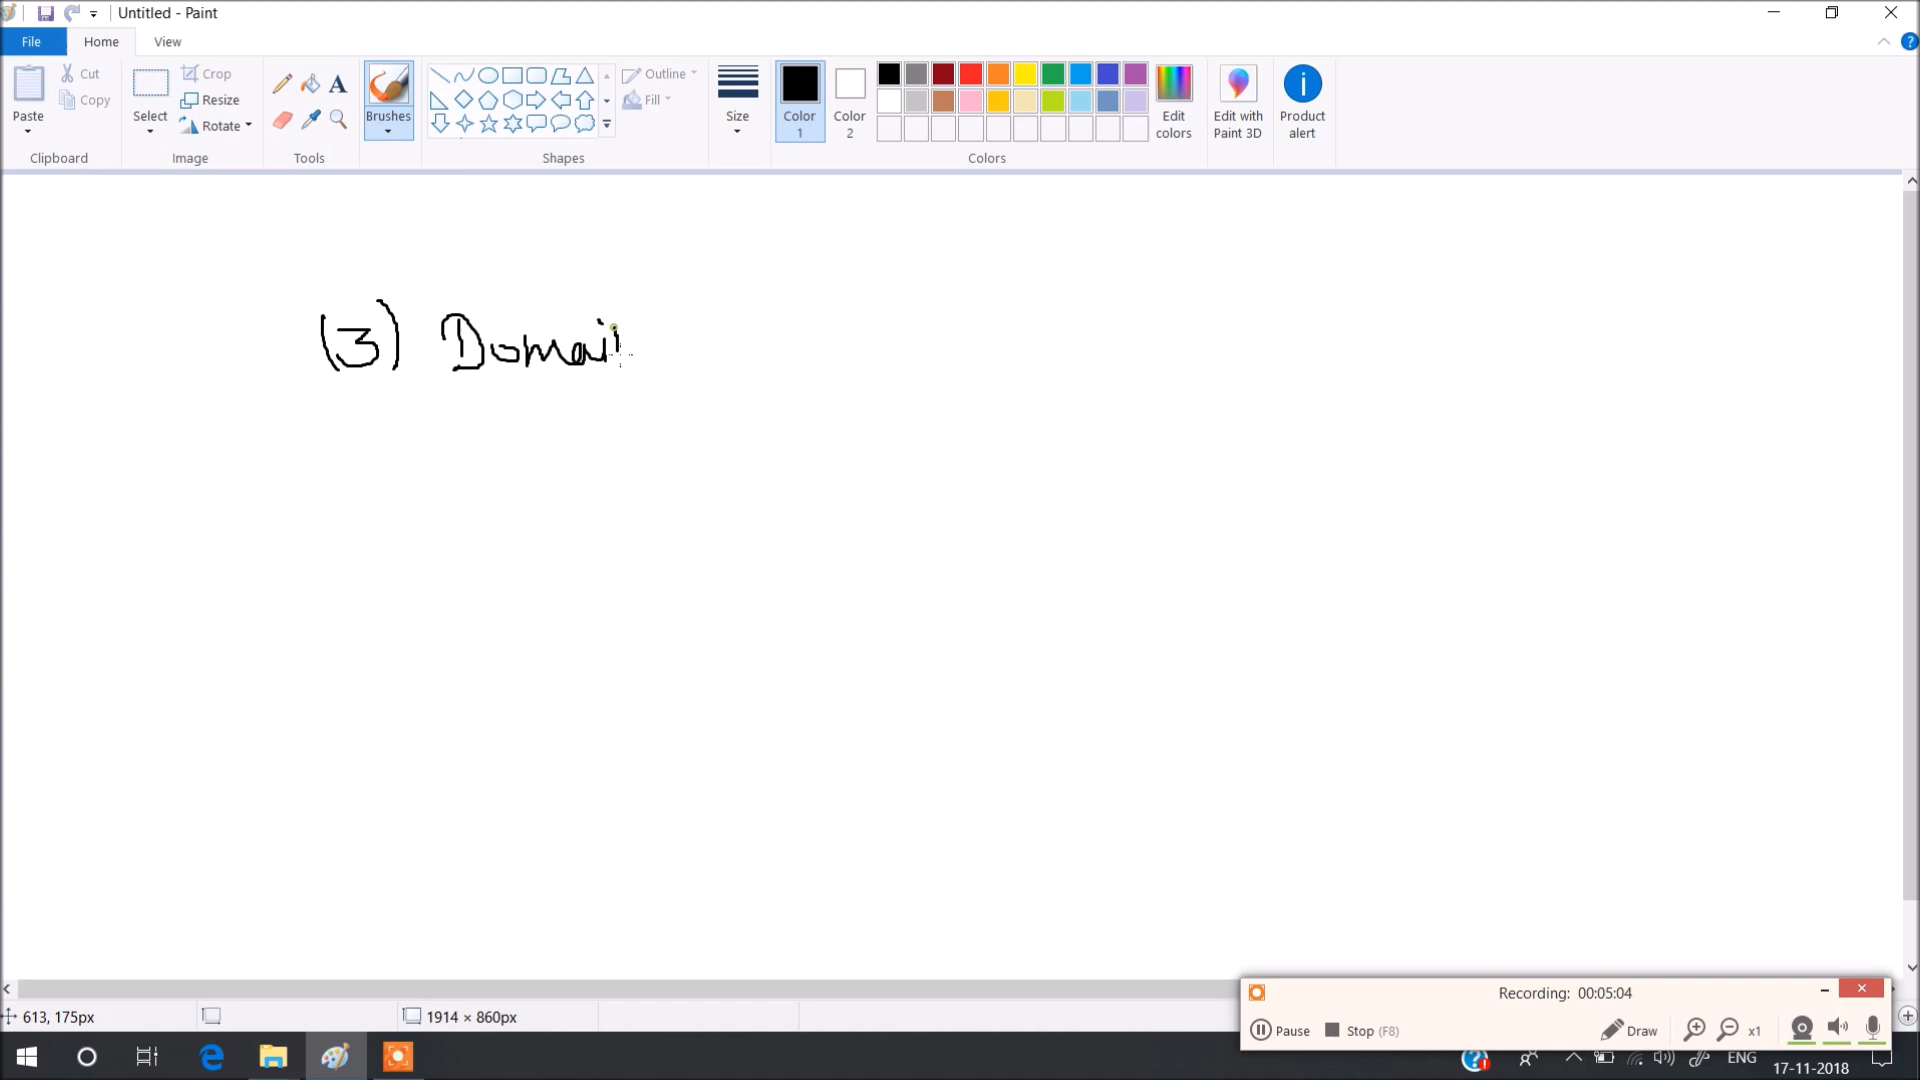 Untitled - Paint
File Home View
Paste Cut Copy Clipboard
Select Crop Resize Rotate Image
Tools
Brushes
Outline Fill Shapes
Size
Color 1
Color 2
Edit colors
Colors
Edit with Paint 3D
Product alert
(3) Domai
Recording: 00:05:04
Pause Stop (F8) Draw x1
613, 175px 1914 × 860px
ENG 17-11-2018